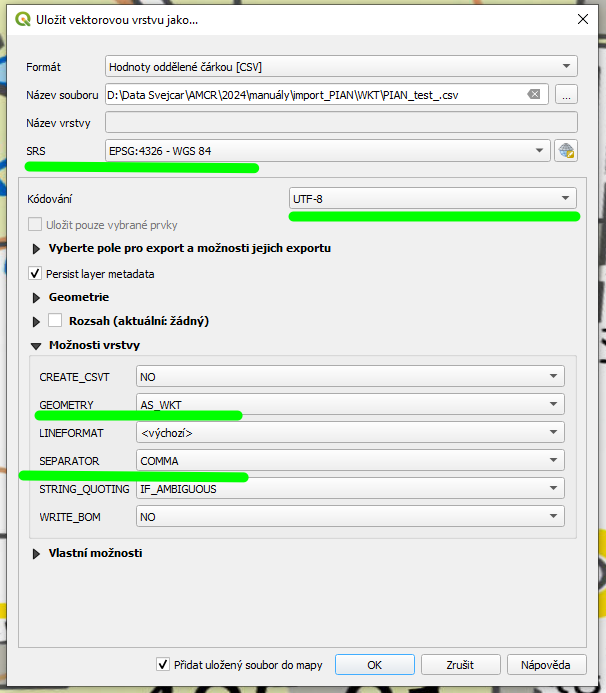 Uložit vektorovou vrstvu jako...
Formát Hodnoty oddělené čárkou [CSV]
Název souboru D:\Data Svejcar\AMCR\2024\manuály\import_PIAN\WKT\PIAN_test_.csv ...
Název vrstvy
SRS EPSG:4326 - WGS 84
Kódování UTF-8
Uložit pouze vybrané prvky
Vyberte pole pro export a možnosti jejich exportu
Persist layer metadata
Geometrie
Rozsah (aktuální: žádný)
Možnosti vrstvy
CREATE_CSVT NO
GEOMETRY AS_WKT
LINEFORMAT <výchozí>
SEPARATOR COMMA
STRING_QUOTING IF_AMBIGUOUS
WRITE_BOM NO
Vlastní možnosti
Přidat uložený soubor do mapy OK Zrušit Nápověda